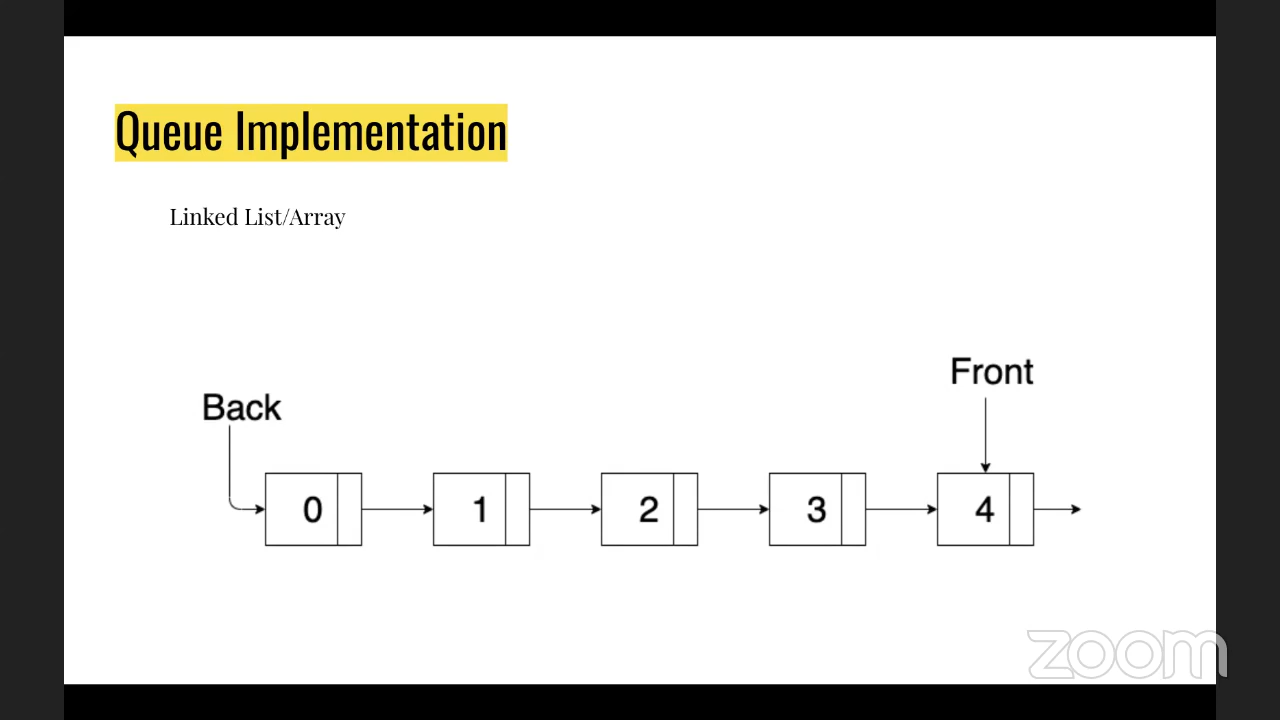 Queue Implementation
Linked List/Array
Front
Back
0 1 2 3 4
zoom